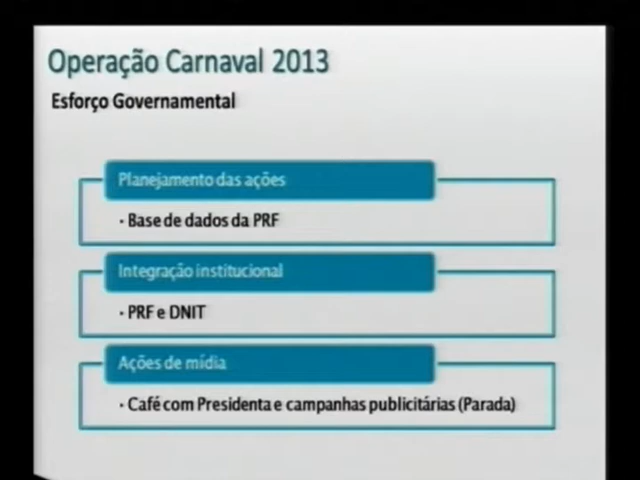 Operação Carnaval 2013
Esforço Governamental
Planejamento das ações
• Base de dados da PRF
Integração institucional
• PRF e DNIT
Ações de mídia
• Café com Presidenta e campanhas publicitárias (Parada)